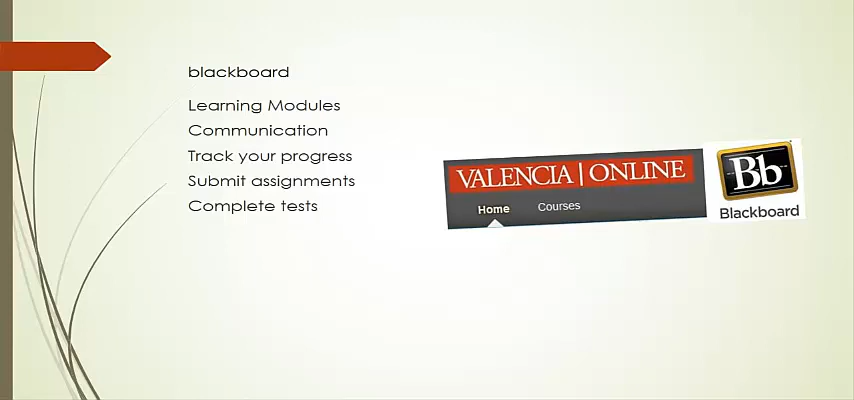 blackboard
Learning Modules
Communication
Track your progress
Submit assignments
Complete tests
VALENCIA | ONLINE
Home Courses
Bb
Blackboard